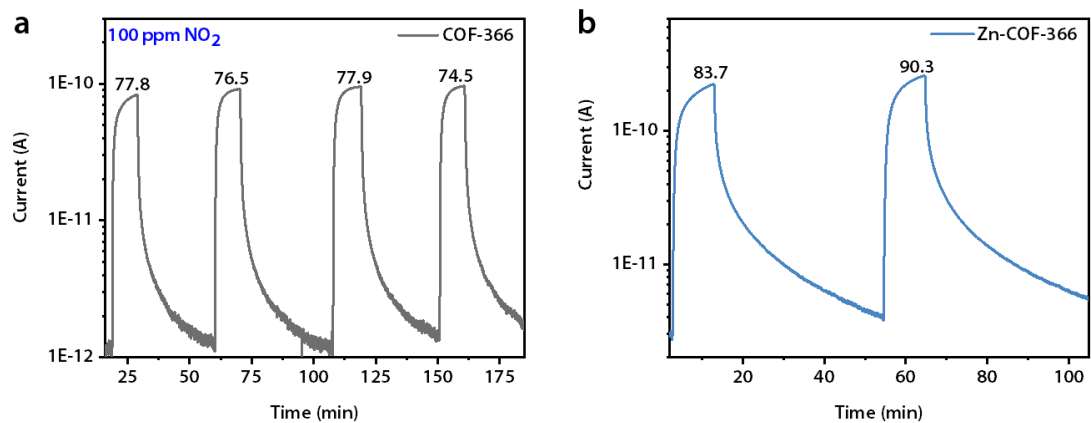 a
100 ppm NO2
COF-366
77.8
76.5
77.9
74.5
1E-10
1E-11
1E-12
Current (A)
25
50
75
100
125
150
175
Time (min)
b
Zn-COF-366
83.7
90.3
1E-10
1E-11
Current (A)
20
40
60
80
100
Time (min)